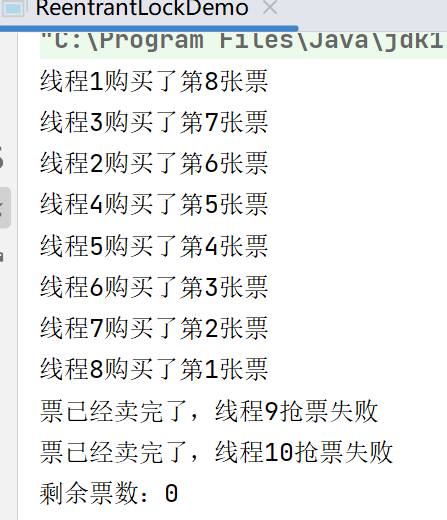 ReentrantLockDemo
"C:\Program Files\Java\jdk1
线程1购买了第8张票
线程3购买了第7张票
线程2购买了第6张票
线程4购买了第5张票
线程5购买了第4张票
线程6购买了第3张票
线程7购买了第2张票
线程8购买了第1张票
票已经卖完了，线程9抢票失败
票已经卖完了，线程10抢票失败
剩余票数：0